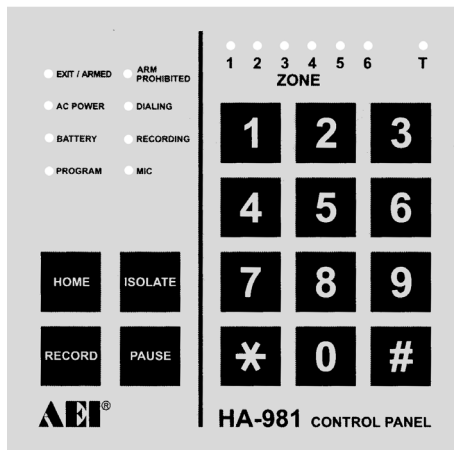 EXIT / ARMED
ARM PROHIBITED
AC POWER
DIALING
BATTERY
RECORDING
PROGRAM
MIC
1 2 3 4 5 6 T
ZONE
1 2 3
4 5 6
7 8 9
* 0 #
HOME
ISOLATE
RECORD
PAUSE
AEI®
HA-981 CONTROL PANEL